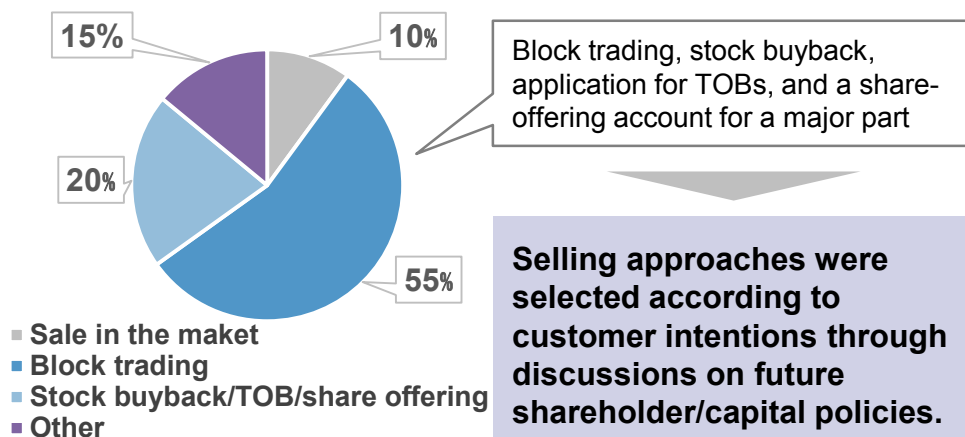 15%
10%
20%
55%
Sale in the maket
Block trading
Stock buyback/TOB/share offering
Other
Block trading, stock buyback,
application for TOBs, and a share-
offering account for a major part
Selling approaches were
selected according to
customer intentions through
discussions on future
shareholder/capital policies.